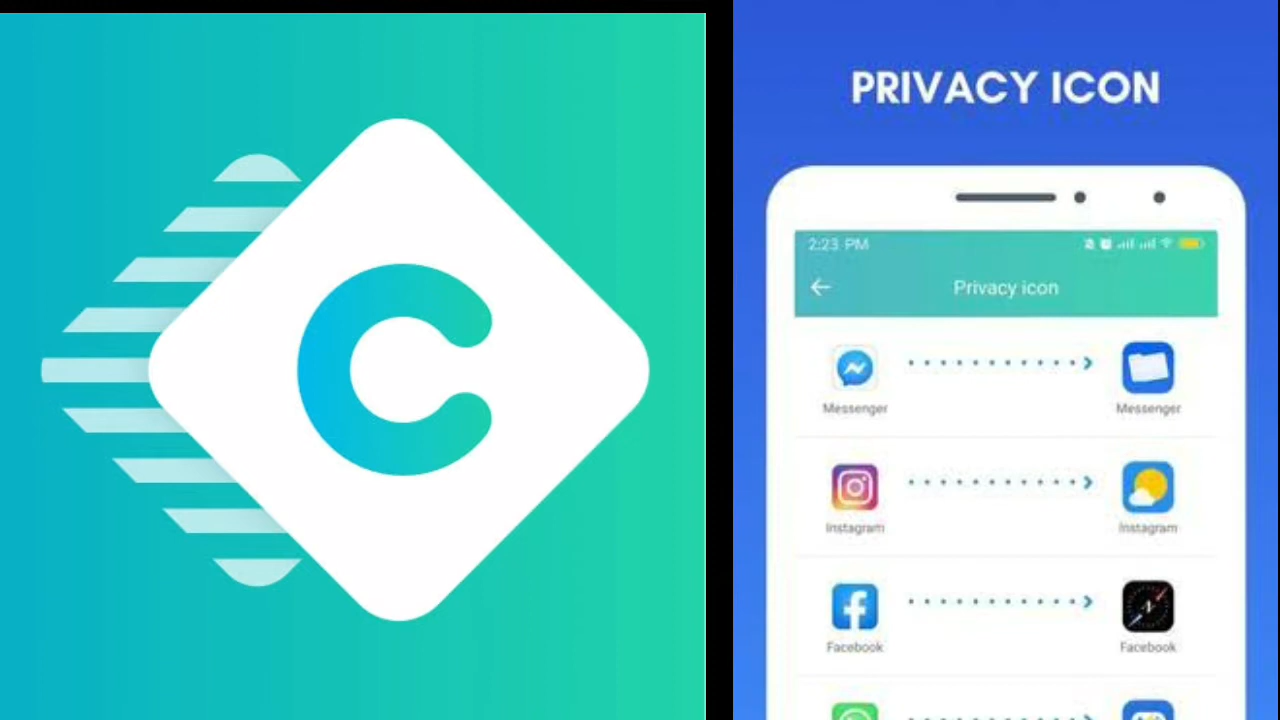 C
PRIVACY ICON
2:23 PM
Privacy icon
Messenger
Messenger
Instagram
Instagram
Facebook
Facebook